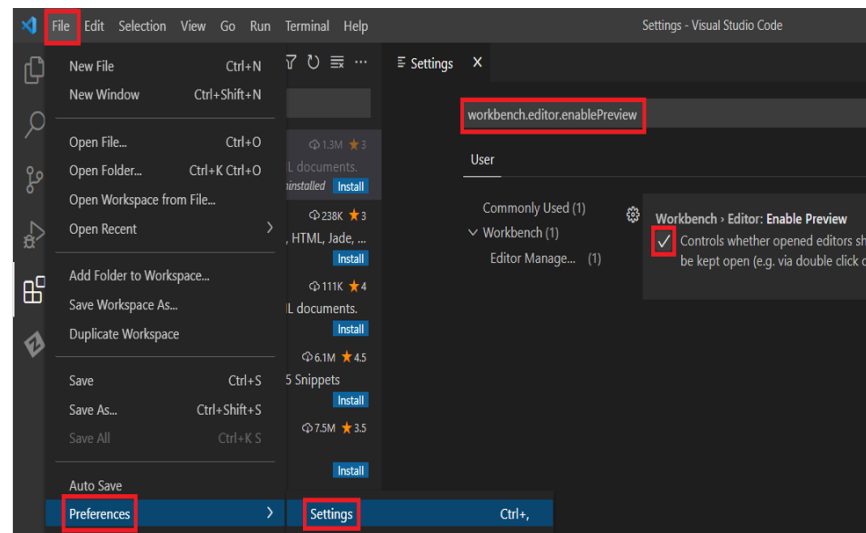 File Edit Selection View Go Run Terminal Help
Settings - Visual Studio Code
New File Ctrl+N
New Window Ctrl+Shift+N
Open File... Ctrl+O
Open Folder... Ctrl+K Ctrl+O
Open Workspace from File...
Open Recent
Add Folder to Workspace...
Save Workspace As...
Duplicate Workspace
Save Ctrl+S
Save As... Ctrl+Shift+S
Save All Ctrl+K S
Auto Save
Preferences
Settings Ctrl+,
1.3M ★ 3
L documents.
ninstalled Install
238K ★ 3
, HTML, Jade, ...
Install
111K ★ 4
L documents.
Install
6.1M ★ 4.5
5 Snippets
Install
7.5M ★ 3.5
Install
Settings
workbench.editor.enablePreview
User
Commonly Used (1)
Workbench (1)
Editor Manage... (1)
Workbench › Editor: Enable Preview
Controls whether opened editors sh
be kept open (e.g. via double click o